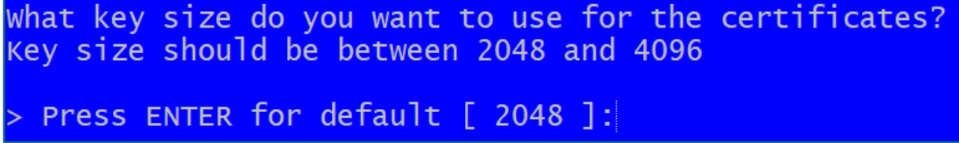 What key size do you want to use for the certificates?
Key size should be between 2048 and 4096
> Press ENTER for default [ 2048 ]: